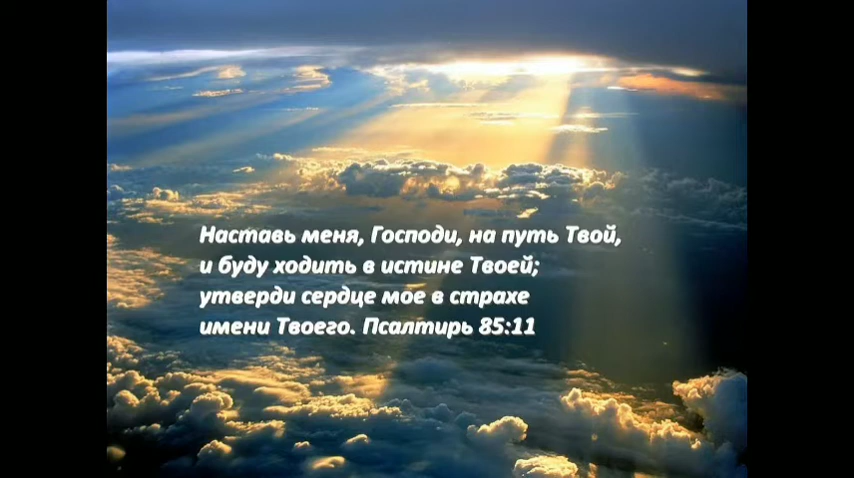 Наставь меня, Господи, на путь Твой,
и буду ходить в истине Твоей;
утверди сердце мое в страхе
имени Твоего. Псалтирь 85:11